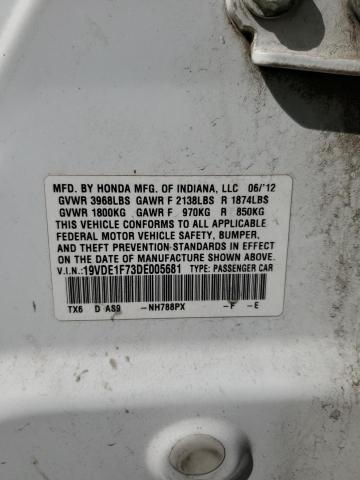 MFD. BY HONDA MFG. OF INDIANA, LLC 06/'12
GVWR 3968LBS GAWR F 2138LBS R 1874LBS
GVWR 1800KG GAWR F 970KG R 850KG
THIS VEHICLE CONFORMS TO ALL APPLICABLE
FEDERAL MOTOR VEHICLE SAFETY, BUMPER,
AND THEFT PREVENTION STANDARDS IN EFFECT
ON THE DATE OF MANUFACTURE SHOWN ABOVE.
V.I.N.: 19VDE1F73DE005681 TYPE: PASSENGER CAR
TX6 D AS9 -NH788PX -F -E